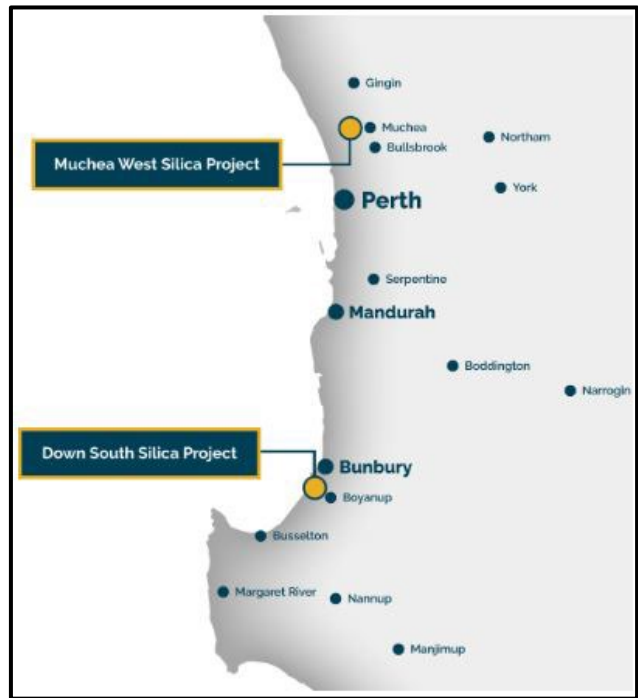 Gingin
Muchea
Northam
Bullsbrook
Muchea West Silica Project
York
Perth
Serpentine
Mandurah
Boddington
Narrogin
Down South Silica Project
Bunbury
Boyanup
Busselton
Margaret River
Nannup
Manjimup